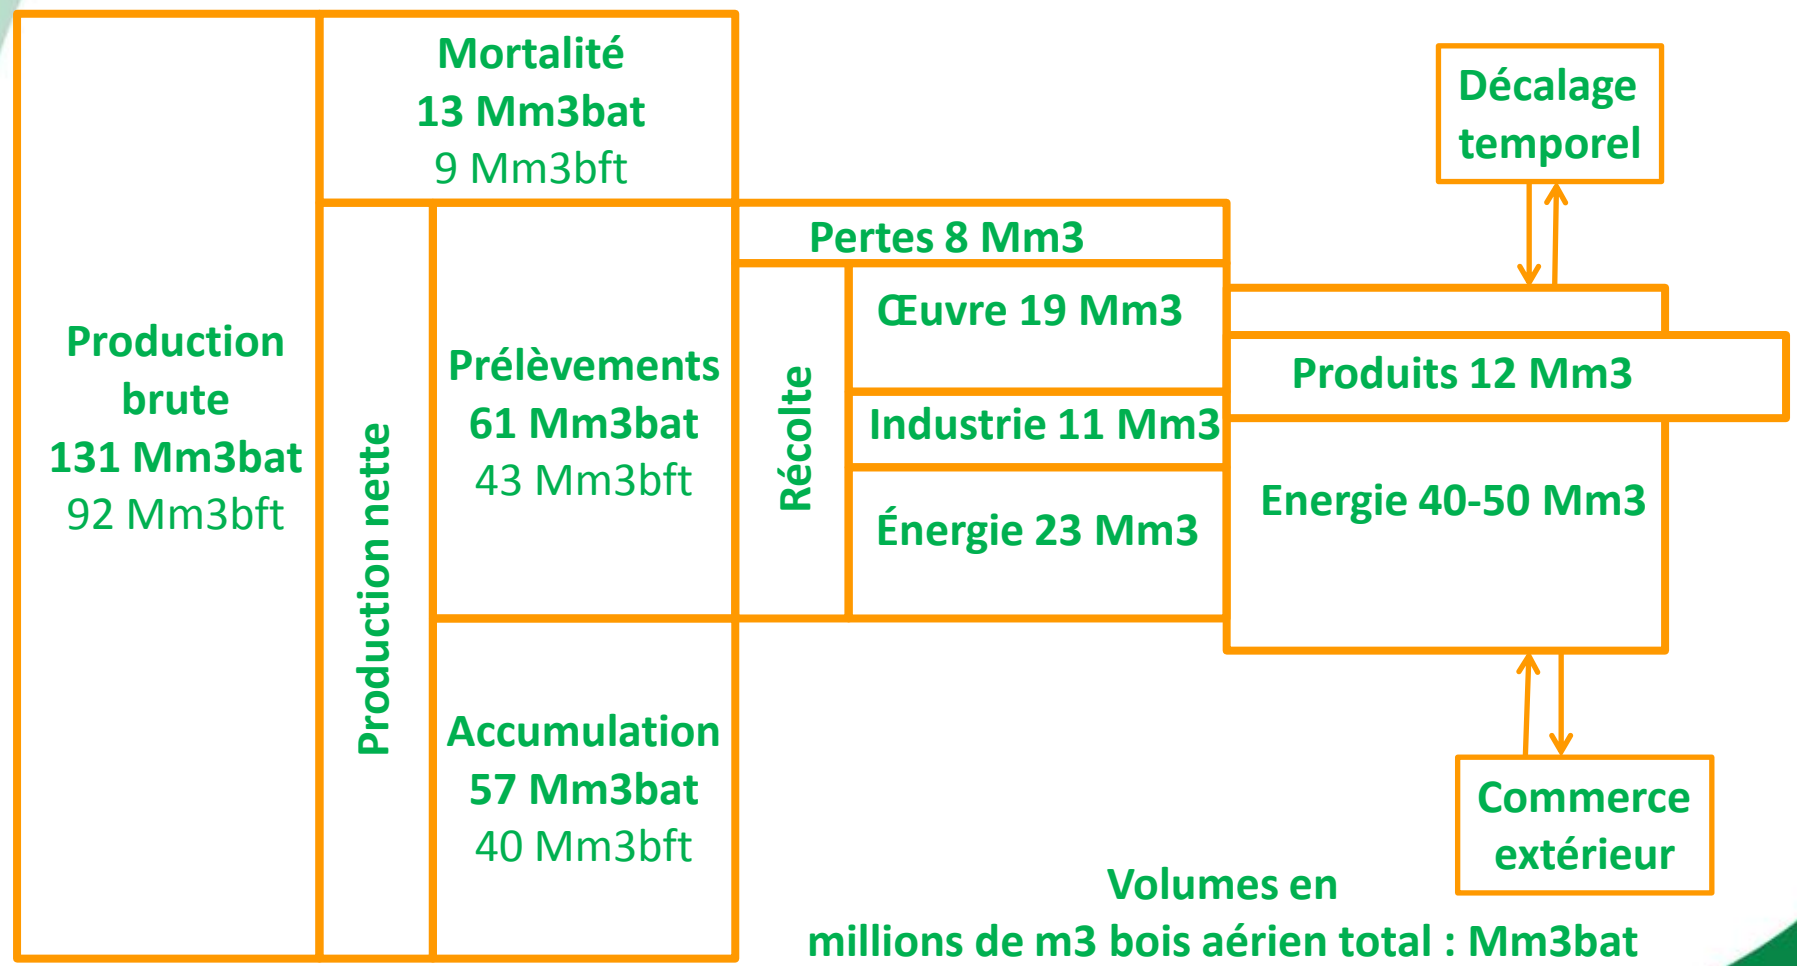 Production
brute
131 Mm3bat
92 Mm3bft
Mortalité
13 Mm3bat
9 Mm3bft
Production nette
Prélèvements
61 Mm3bat
43 Mm3bft
Accumulation
57 Mm3bat
40 Mm3bft
Pertes 8 Mm3
Récolte
Œuvre 19 Mm3
Industrie 11 Mm3
Énergie 23 Mm3
Décalage
temporel
Produits 12 Mm3
Energie 40-50 Mm3
Commerce
extérieur
Volumes en
millions de m3 bois aérien total : Mm3bat